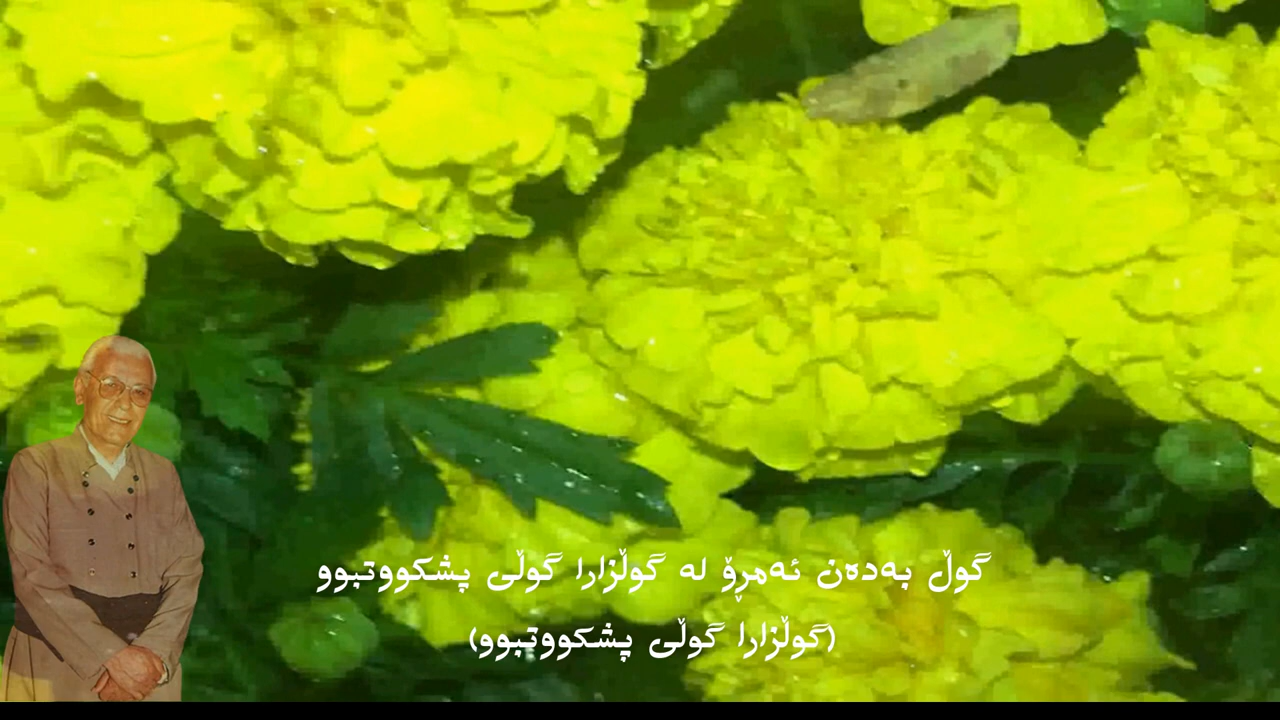 گوڵ بەدەن ئەمڕۆ لە گوڵزارا گوڵی پشکووتبوو
(گوڵزارا گوڵی پشکووتبوو)